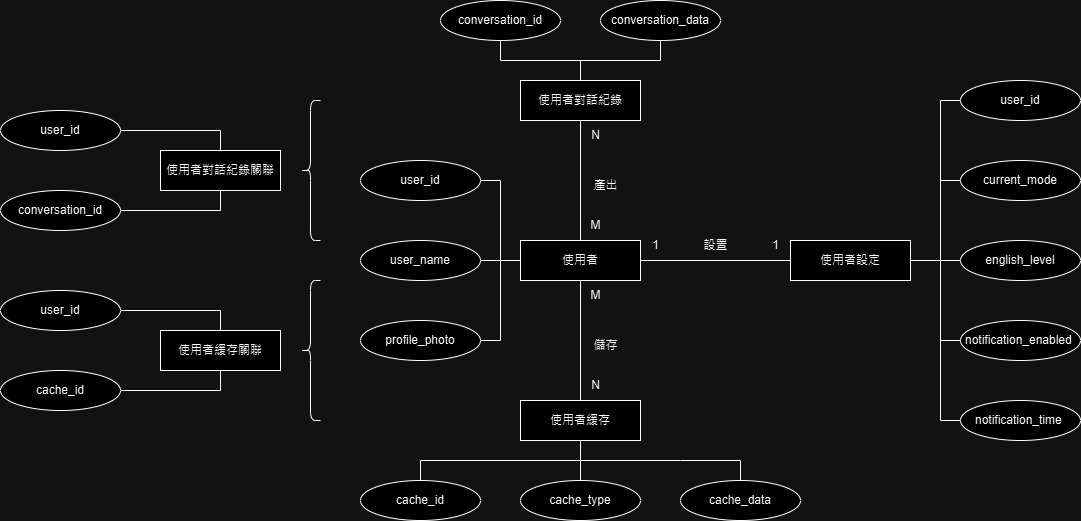 conversation_id
conversation_data
使用者對話紀錄
user_id
使用者對話紀錄關聯
conversation_id
N
產出
M
user_id
user_name
profile_photo
使用者
1
設置
1
使用者設定
user_id
current_mode
english_level
notification_enabled
notification_time
user_id
使用者緩存關聯
cache_id
M
儲存
N
使用者緩存
cache_id
cache_type
cache_data